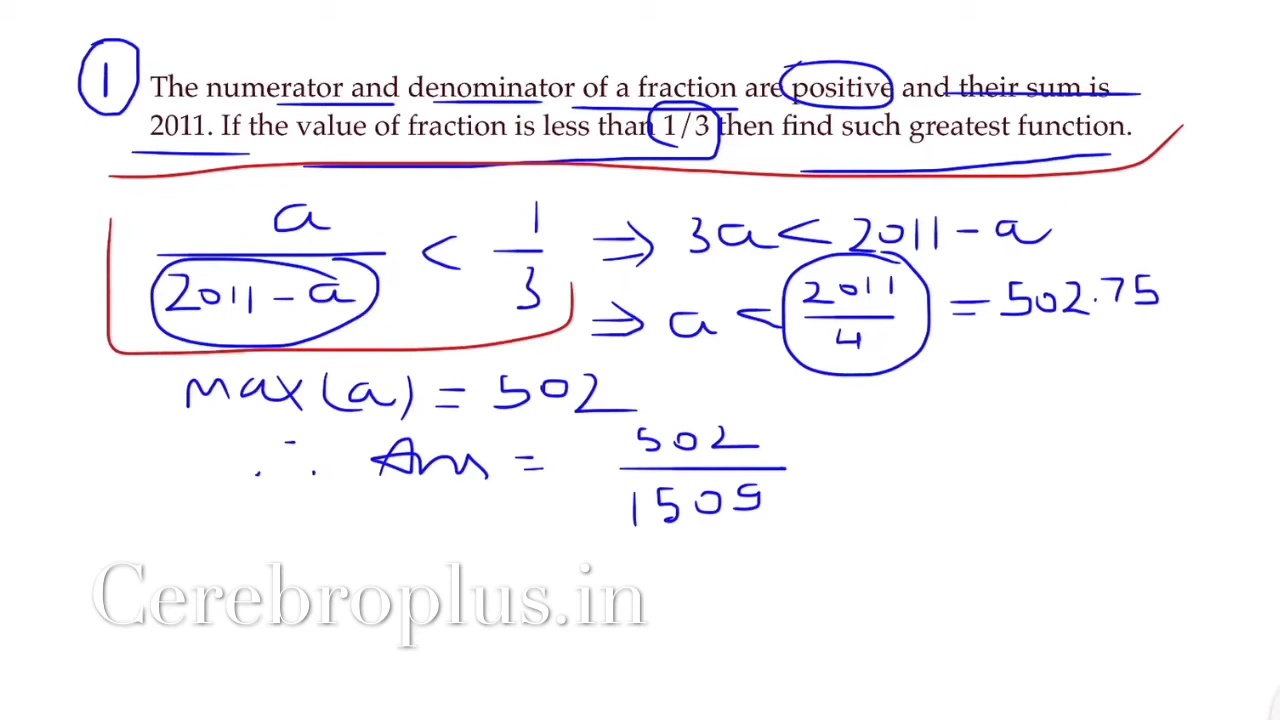 1
The numerator and denominator of a fraction are positive and their sum is
2011. If the value of fraction is less than 1/3 then find such greatest function.
a / (2011 - a) < 1/3 ⇒ 3a < 2011 - a
⇒ a < 2011/4 = 502.75
max(a) = 502
∴ Ans = 502/1509
Cerebroplus.in